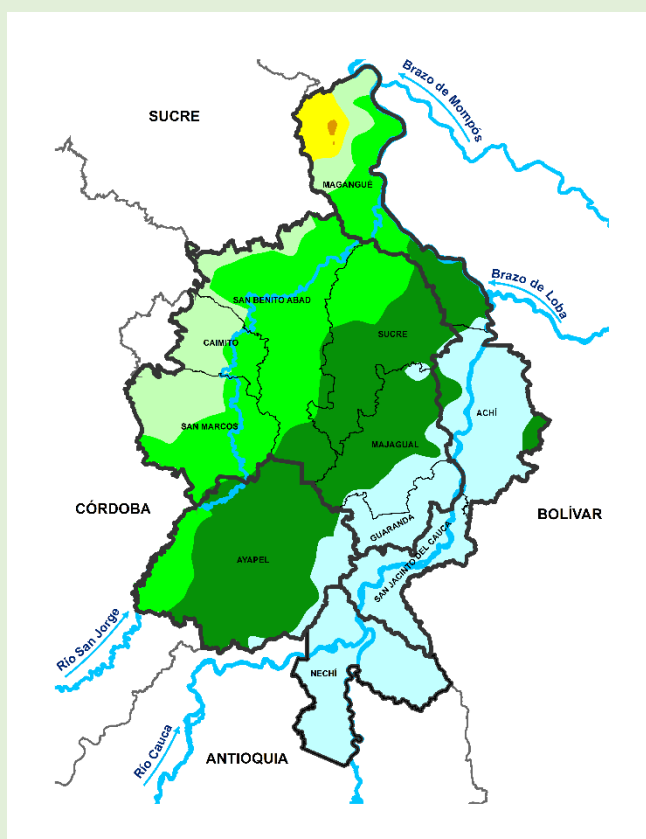 Brazo de Mompós
SUCRE
MAGANGUÉ
Brazo de Loba
SAN BENITO ABAD
SUCRE
CAIMITO
ACHÍ
SAN MARCOS
MAJAGUAL
CÓRDOBA
BOLÍVAR
GUARANDA
AYAPEL
SAN JACINTO DEL CAUCA
Río San Jorge
NECHÍ
Río Cauca
ANTIOQUIA